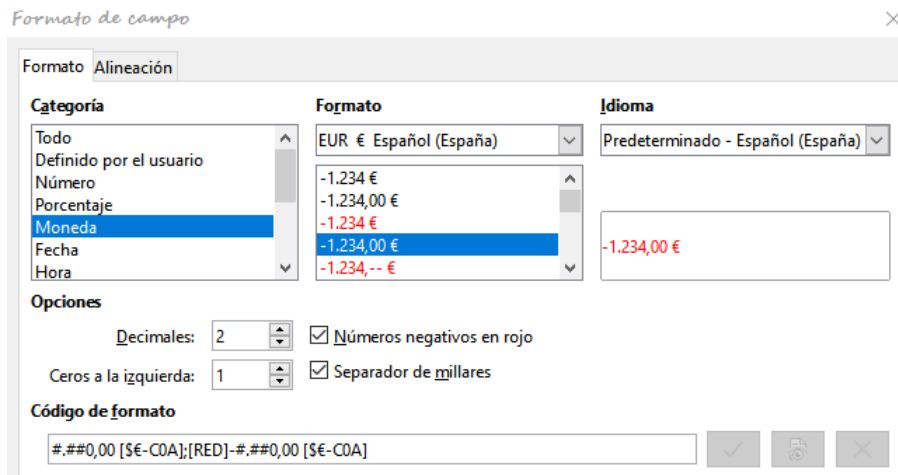 Formato de campo
Formato Alineación
Categoría
Todo
Definido por el usuario
Número
Porcentaje
Moneda
Fecha
Hora
Formato
EUR € Español (España)
-1.234 €
-1.234,00 €
-1.234 €
-1.234,00 €
-1.234,-- €
Idioma
Predeterminado - Español (España)
-1.234,00 €
Opciones
Decimales: 2
Números negativos en rojo
Ceros a la izquierda: 1
Separador de millares
Código de formato
#.##0,00 [$€-C0A];[RED]-#.##0,00 [$€-C0A]